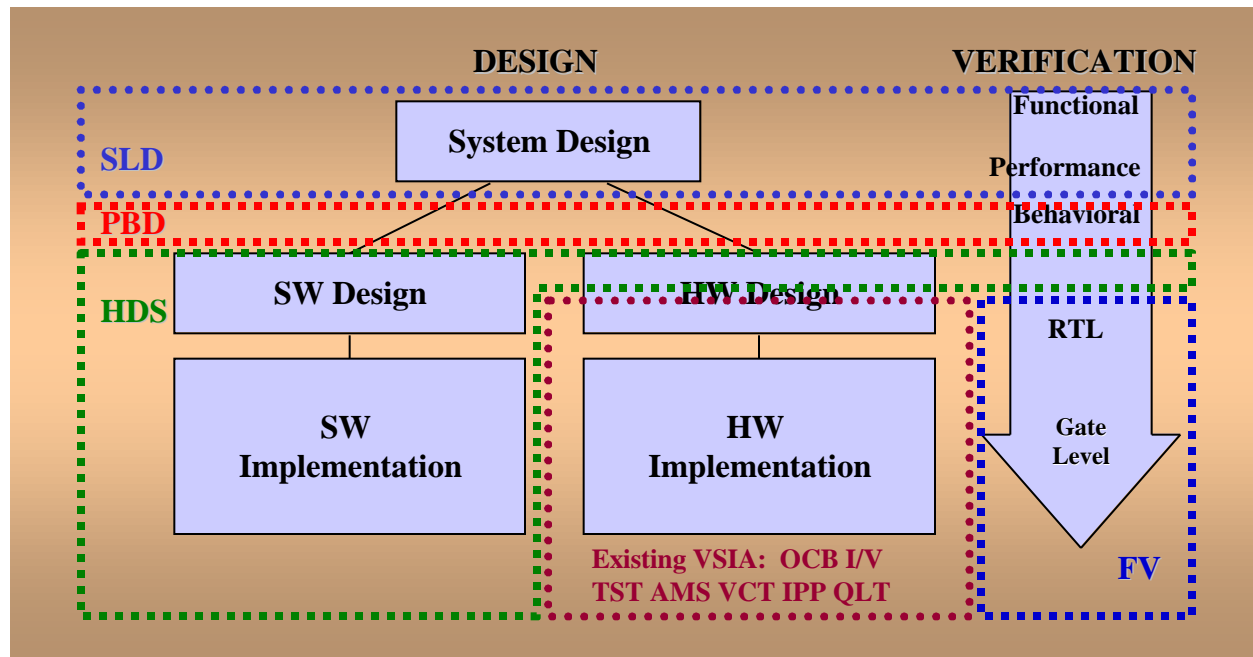 DESIGN
VERIFICATION
System Design
Functional
SLD
Performance
PBD
Behavioral
SW Design
HW Design
HDS
RTL
SW
Implementation
HW
Implementation
Gate
Level
Existing VSIA: OCB I/V
TST AMS VCT IPP QLT
FV